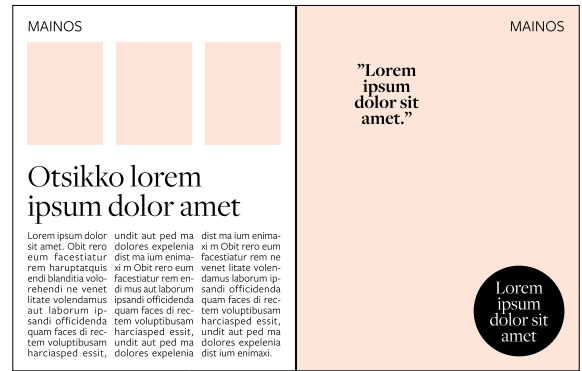 MAINOS
Otsikko lorem
ipsum dolor amet
Lorem ipsum dolor
sit amet. Obit rero
eum facestiatur
rem haruptatquis
endi blanditia volo-
rehendi ne venet
litate volendamus
aut laborum ip-
sandi officidenda
quam faces di rec-
tem voluptibusam
harciasped essit,
undit aut ped ma
dolores expelenia
dist ma ium enima-
xi m Obit rero eum
facestiatur rem en-
di mus aut laborum
ipsandi officidenda
quam faces di rec-
tem voluptibusam
harciasped essit,
undit aut ped ma
dolores expelenia
dist ma ium enima-
xi m Obit rero eum
facestiatur rem ne
venet litate volen-
damus laborum ip-
sandi officidenda
quam faces di rec-
tem voluptibusam
harciasped essit,
undit aut ped ma
dolores expelenia
dist ium enimaxi.
MAINOS
”Lorem
ipsum
dolor sit
amet.”
Lorem
ipsum
dolor sit
amet